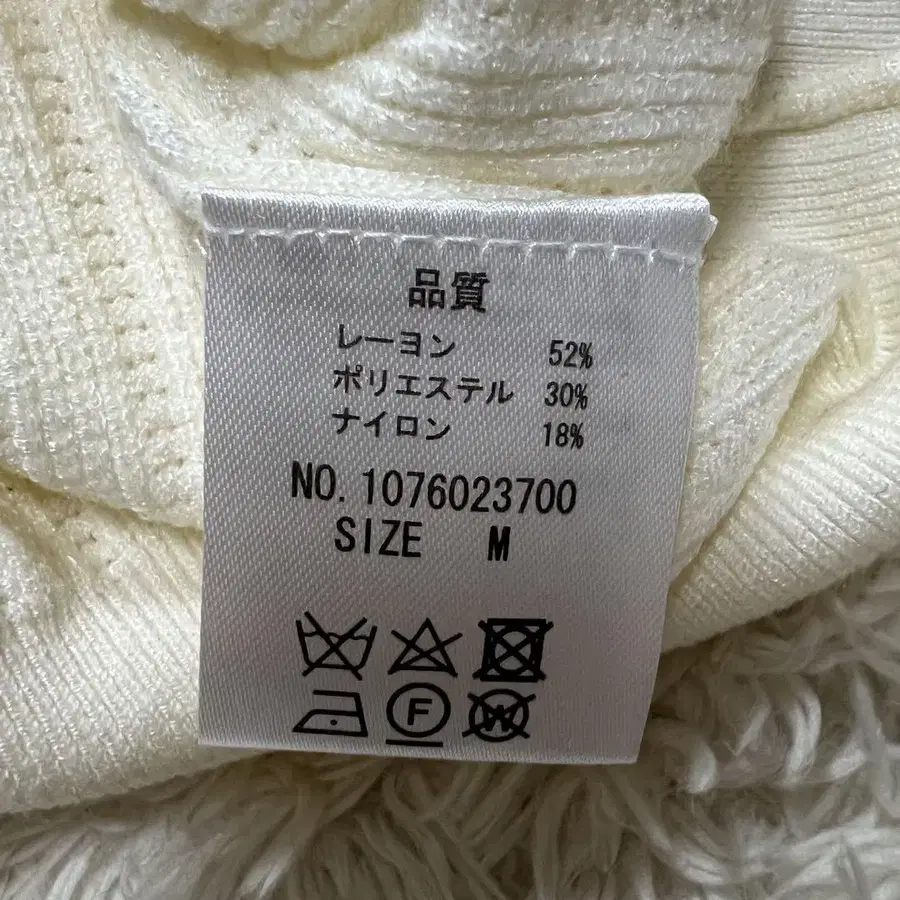 品質
レーヨン 52%
ポリエステル 30%
ナイロン 18%
NO. 1076023700
SIZE M
F W